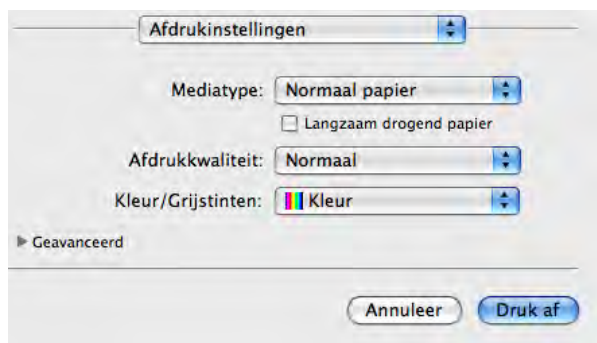 Afdrukinstellingen
Mediatype: Normaal papier
Langzaam drogend papier
Afdrukkwaliteit: Normaal
Kleur/Grijstinten: Kleur
Geavanceerd
Annuleer Druk af